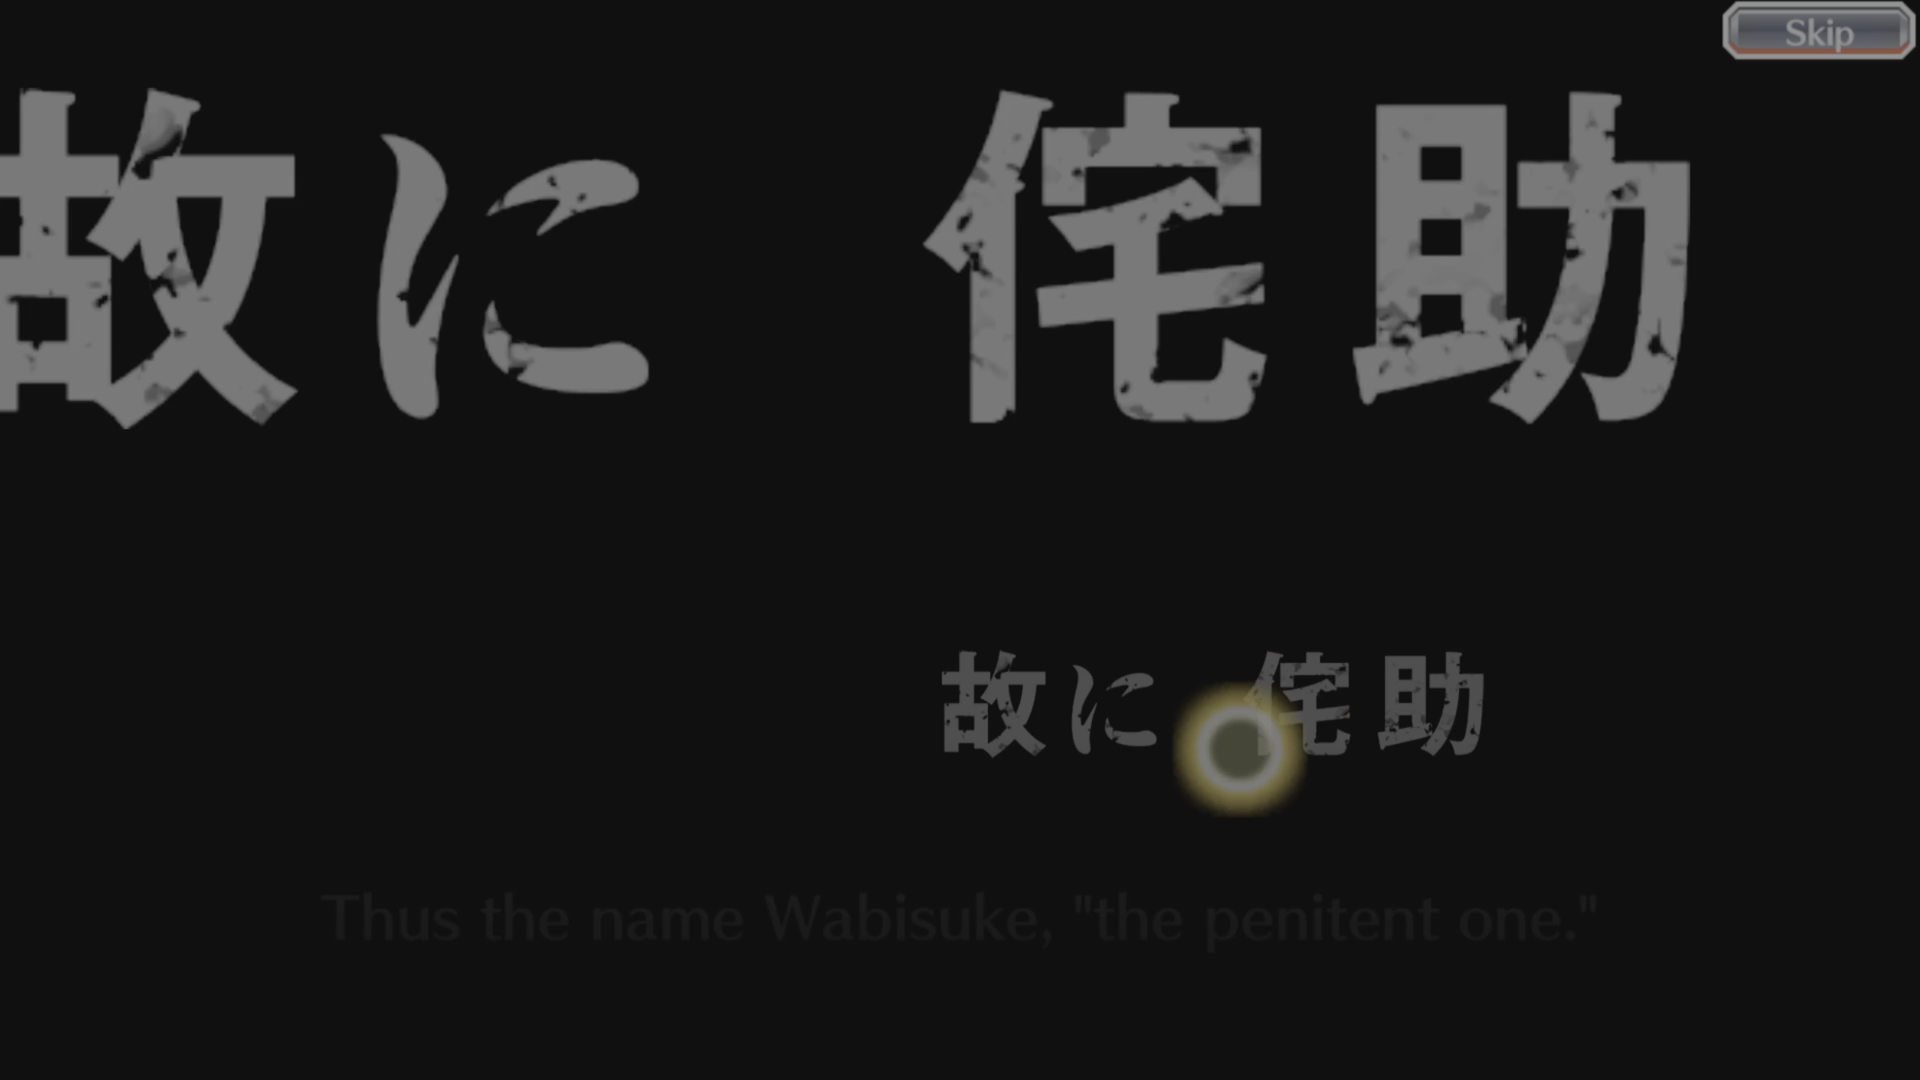 Skip
故に 侘助
故に 侘助
Thus the name Wabisuke, "the penitent one."